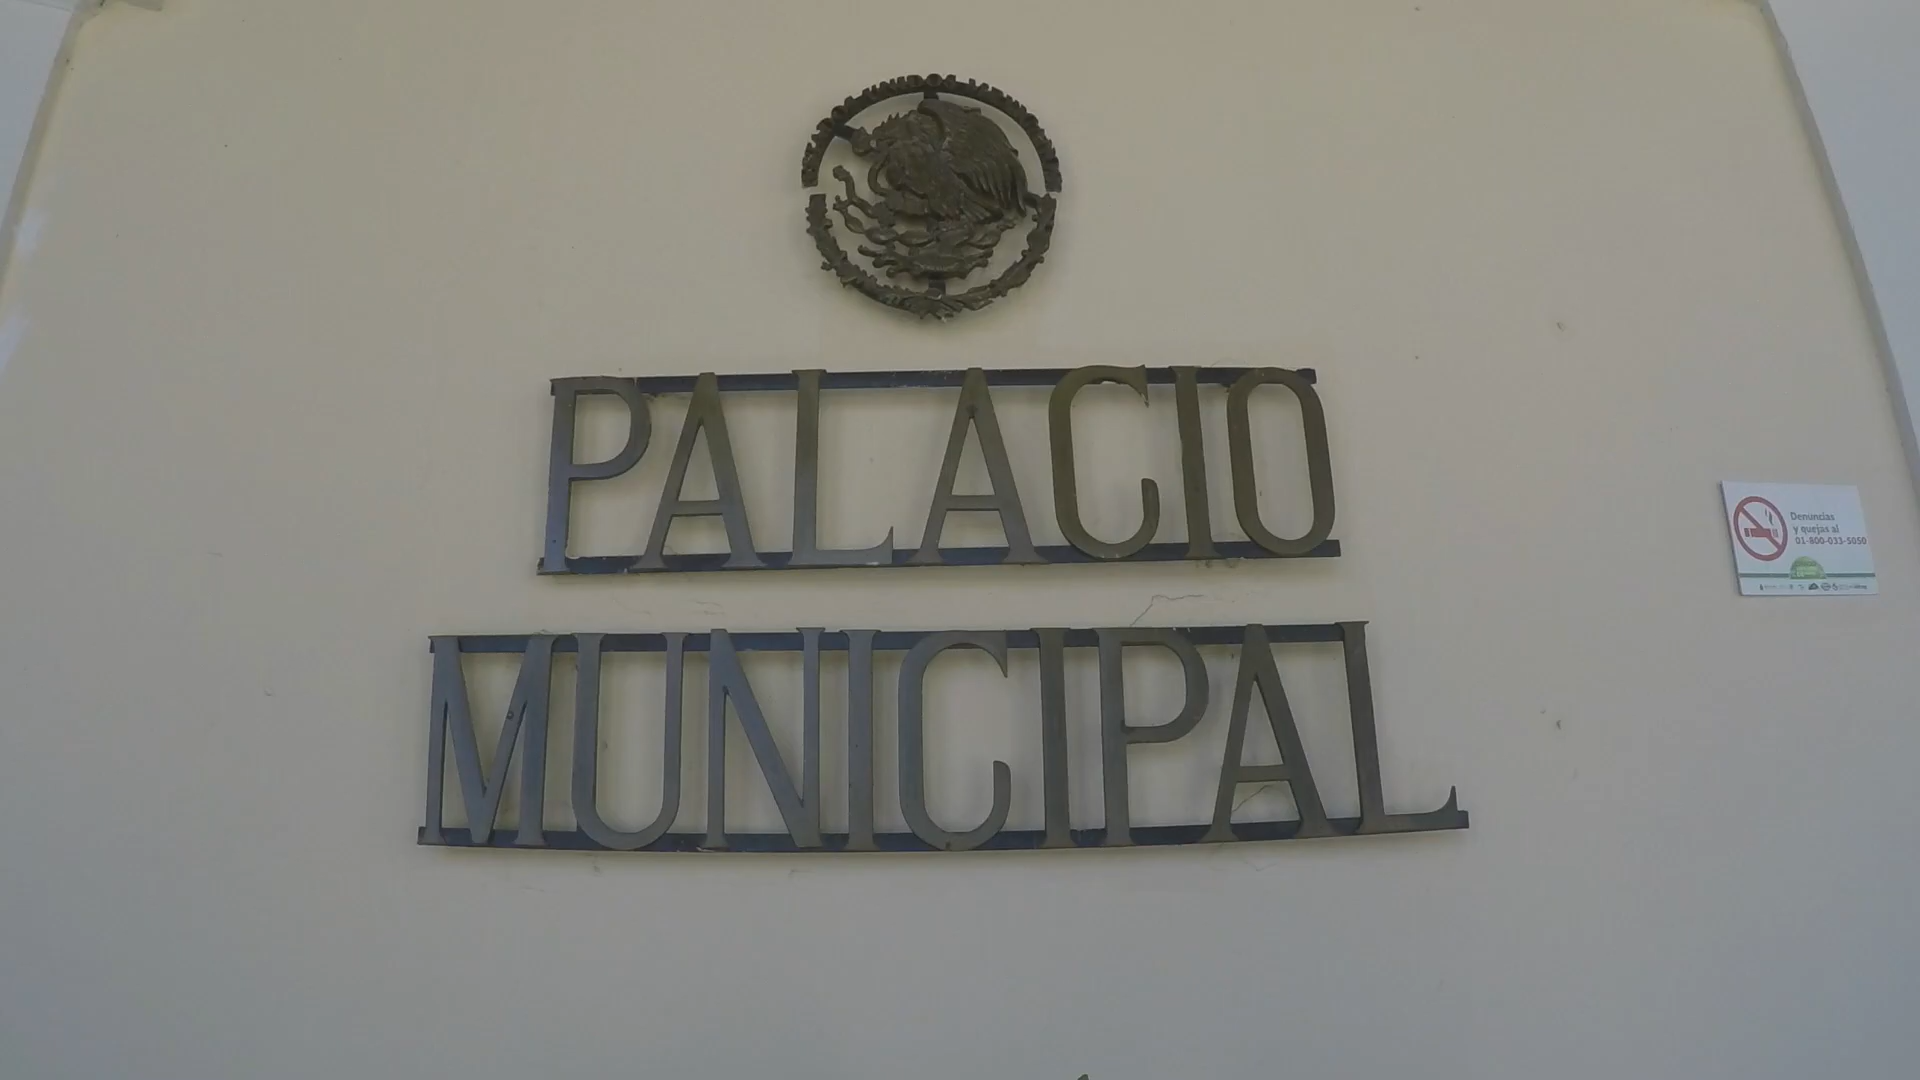 PALACIO
MUNICIPAL
Denuncias
y quejas al
01-800-033-5050